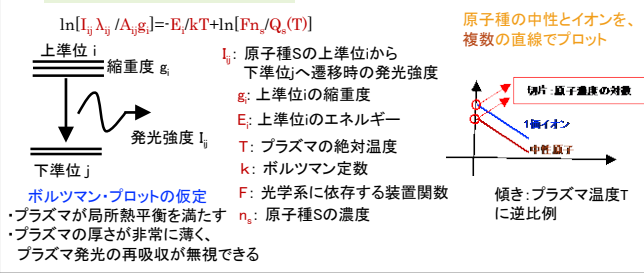 ln[Iᵢⱼ λᵢⱼ /Aᵢⱼgᵢ]=-Eᵢ/kT+ln[Fnₛ/Qₛ(T)]
上準位 i
縮重度 gᵢ
発光強度 Iᵢⱼ
下準位 j
ボルツマン・プロットの仮定
・プラズマが局所熱平衡を満たす
・プラズマの厚さが非常に薄く、
プラズマ発光の再吸収が無視できる
Iᵢⱼ: 原子種Sの上準位iから
下準位jへ遷移時の発光強度
gᵢ: 上準位iの縮重度
Eᵢ: 上準位iのエネルギー
T: プラズマの絶対温度
k: ボルツマン定数
F: 光学系に依存する装置関数
nₛ: 原子種Sの濃度
原子種の中性とイオンを、
複数の直線でプロット
切片:原子濃度の対数
1価イオン
中性原子
傾き:プラズマ温度T
に逆比例